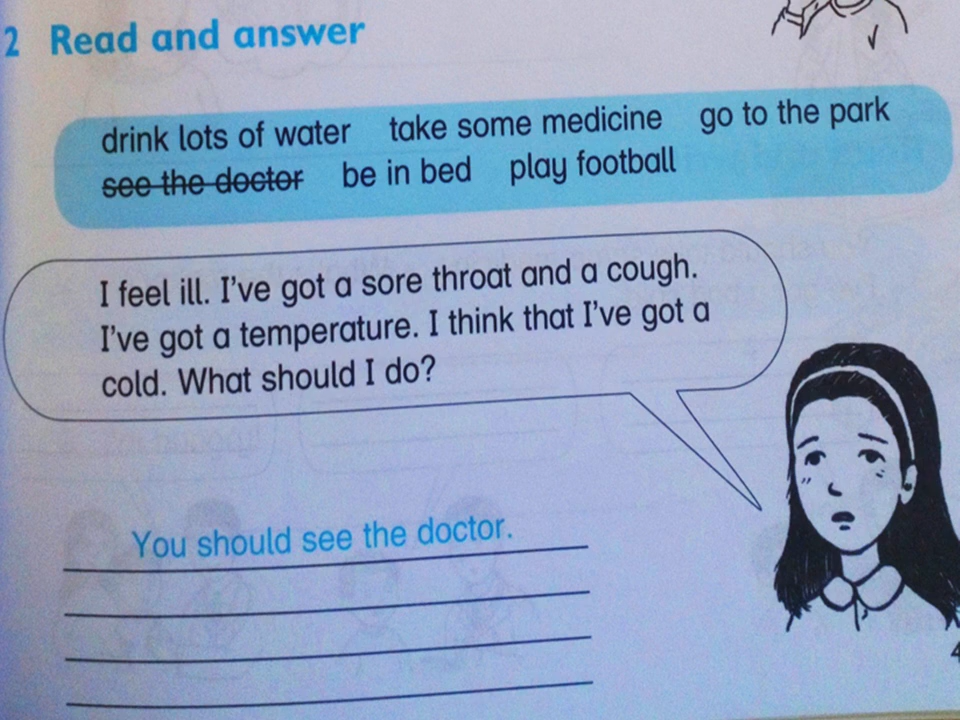 2 Read and answer
drink lots of water take some medicine go to the park
see the doctor be in bed play football
I feel ill. I've got a sore throat and a cough.
I've got a temperature. I think that I've got a
cold. What should I do?
You should see the doctor.
4